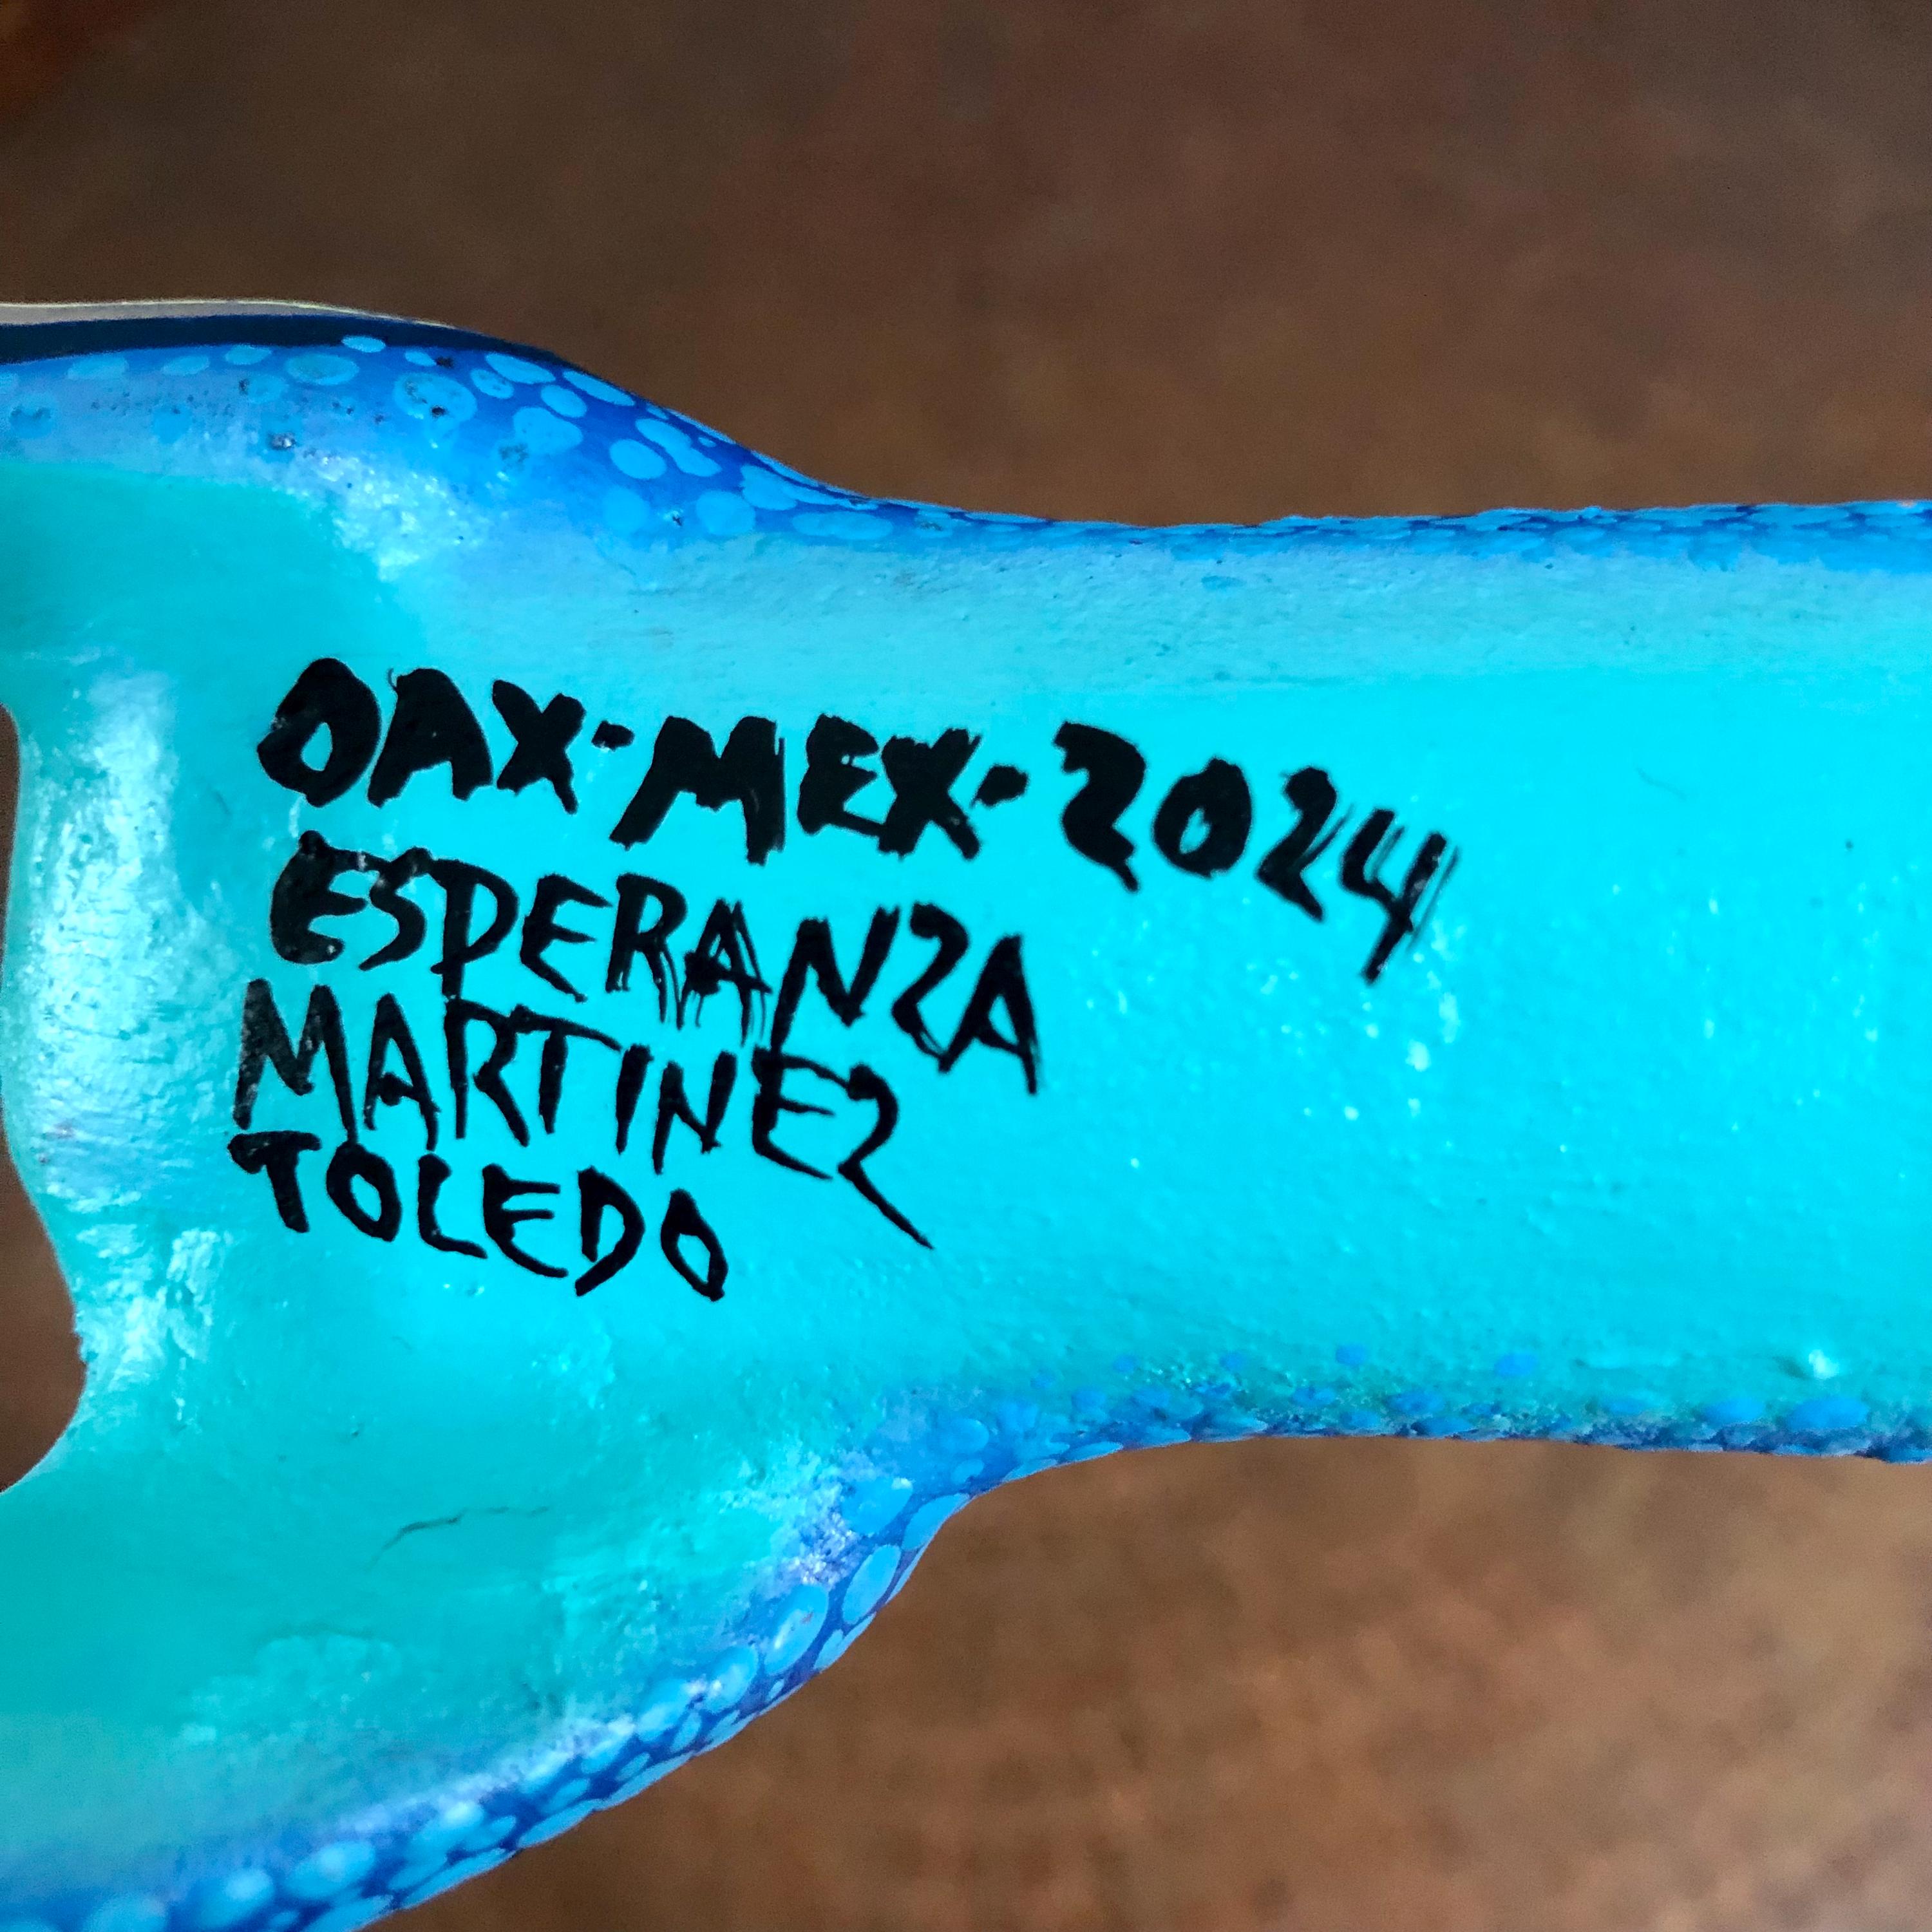 OAX-MEX-2024
ESPERANZA
MARTINEZ
TOLEDO